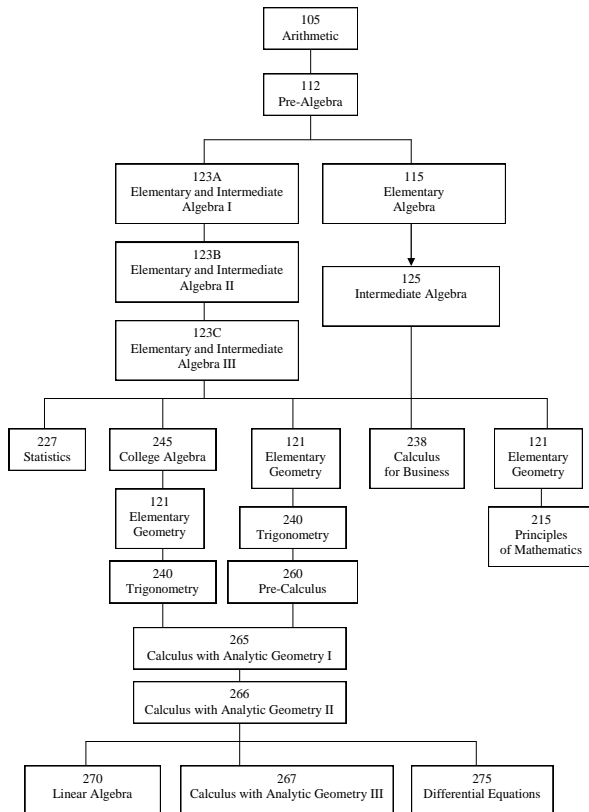 105
Arithmetic
112
Pre-Algebra
123A
Elementary and Intermediate
Algebra I
115
Elementary
Algebra
123B
Elementary and Intermediate
Algebra II
125
Intermediate Algebra
123C
Elementary and Intermediate
Algebra III
227
Statistics
245
College Algebra
121
Elementary
Geometry
238
Calculus
for Business
121
Elementary
Geometry
121
Elementary
Geometry
240
Trigonometry
215
Principles
of Mathematics
240
Trigonometry
260
Pre-Calculus
265
Calculus with Analytic Geometry I
266
Calculus with Analytic Geometry II
270
Linear Algebra
267
Calculus with Analytic Geometry III
275
Differential Equations